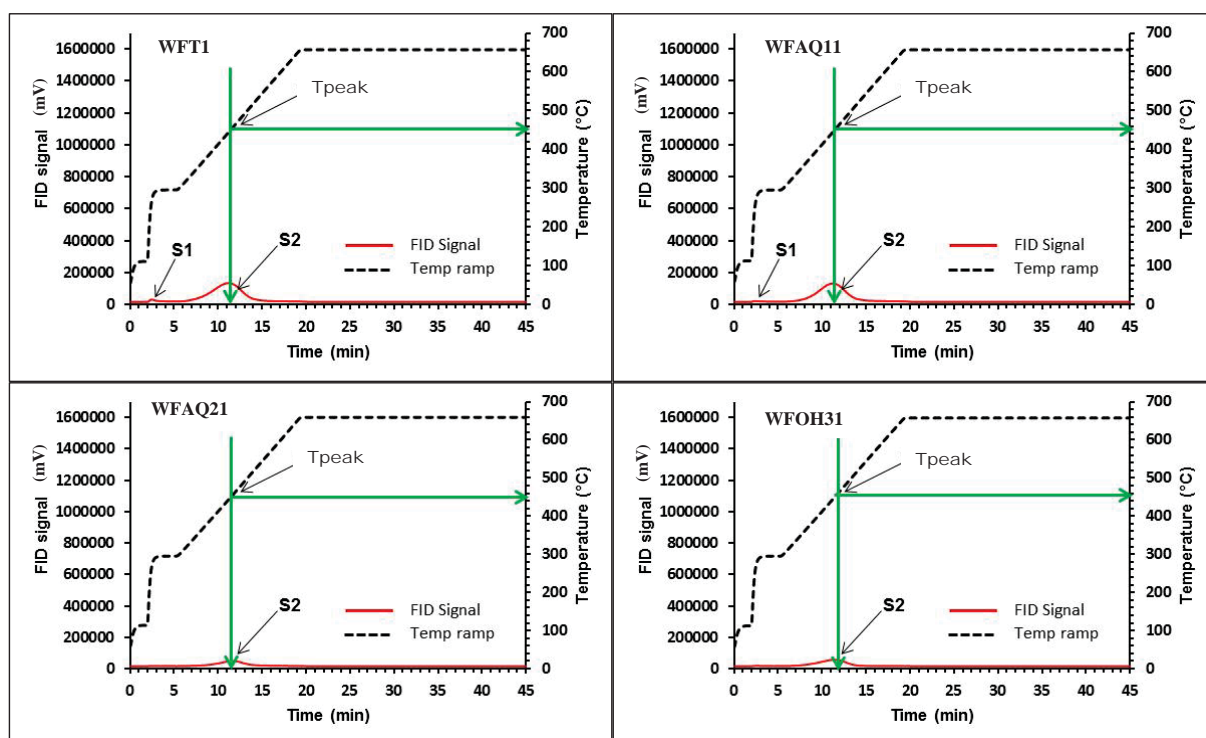 WFT1
FID signal (mV)
1600000
1400000
1200000
1000000
800000
600000
400000
200000
0
Tpeak
S1
S2
FID Signal
Temp ramp
700
600
500
400
300
200
100
0
Temperature (°C)
0 5 10 15 20 25 30 35 40 45
Time (min)
WFAQ11
FID signal (mV)
1600000
1400000
1200000
1000000
800000
600000
400000
200000
0
Tpeak
S1
S2
FID Signal
Temp ramp
700
600
500
400
300
200
100
0
Temperature (°C)
0 5 10 15 20 25 30 35 40 45
Time (min)
WFAQ21
FID signal (mV)
1600000
1400000
1200000
1000000
800000
600000
400000
200000
0
Tpeak
S2
FID Signal
Temp ramp
700
600
500
400
300
200
100
0
Temperature (°C)
0 5 10 15 20 25 30 35 40 45
Time (min)
WFOH31
FID signal (mV)
1600000
1400000
1200000
1000000
800000
600000
400000
200000
0
Tpeak
S2
FID Signal
Temp ramp
700
600
500
400
300
200
100
0
Temperature (°C)
0 5 10 15 20 25 30 35 40 45
Time (min)